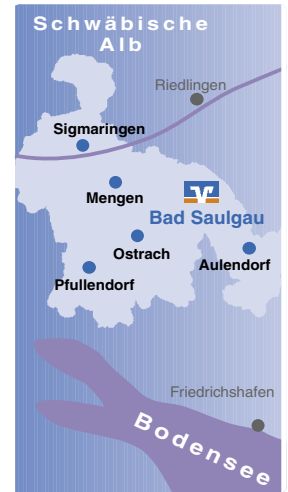 Schwäbische
Alb
Riedlingen
Sigmaringen
Mengen
Bad Saulgau
Ostrach
Aulendorf
Pfullendorf
Friedrichshafen
Bodensee